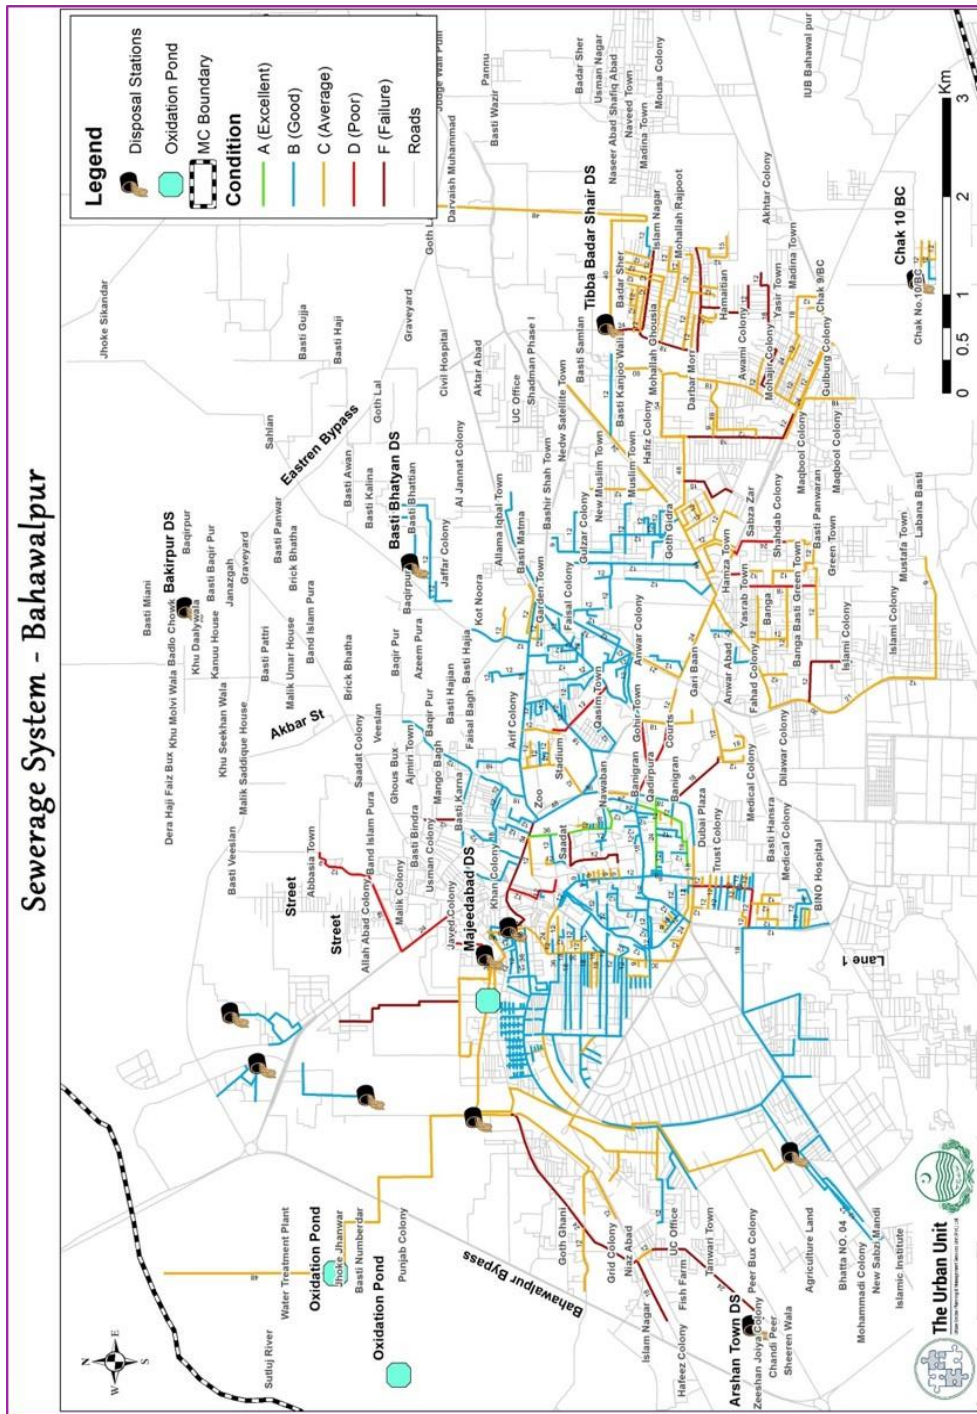 Sewerage System - Bahawalpur
Legend
Disposal Stations
Oxidation Pond
MC Boundary
Condition
A (Excellent)
B (Good)
C (Average)
D (Poor)
F (Failure)
Roads
N
W
E
S
Sutluj River
Water Treatment Plant
Oxidation Pond
Jhoke Jhanwar
Basti Numberdar
Oxidation Pond
Punjab Colony
Bahawalpur Bypass
Street
Street
Abbasia Town
Basti Veeslan
Allah Abad Colony
Band Islam Pura
Malik Colony
Usman Colony
Basti Bindra
Javed Colony
Majeedabad DS
Khan Colony
Basti Karna
Mango Bagh
Ajmiri Town
Ghous Bux
Saadat Colony
Veeslan
Akbar St
Dera Haji Faiz Bux
Khu Molvi Wala
Badlo Chowk
Khu Seekhan Wala
Malik Saddique House
Khu Daalywala
Kanuu House
Basti Miani
Bakirpur DS
Baqirpur
Basti Baqir Pur
Janazgah
Graveyard
Basti Pattri
Malik Umar House
Band Islam Pura
Brick Bhatha
Basti Panwar
Brick Bhatha
Sahlan
Eastren Bypass
Basti Gujja
Basti Haji
Jhoke Sikandar
Graveyard
Goth Lal
Basti Awan
Basti Kalina
Basti Bhatyan DS
Basti Bhattian
Baqirpur
Jaffar Colony
Al Jannat Colony
Civil Hospital
Aktar Abad
UC Office
Shadman Phase I
Baqir Pur
Azeem Pura
Baqir Pur
Basti Hajian
Basti Hajia
Faisal Bagh
Kot Noora
Allama Iqbal Town
Basti Matma
Bashir Shah Town
Nedw Satellite Town
Basti Samlan
Darvaish Muhammad
Pannu
Basti Wazir
Badar Sher
Usman Nagar
Naseer Abad
Shafiq Abad
Naveed Town
Madina Town
Mousa Colony
Tibba Badar Shair DS
Badar Sher
Islam Nagar
Mohallah Rajpoot
Basti Kanjoo Wali
Mohallah Ghousia
Hamaitian
Darbar Mori
Akhtar Colony
Awami Colony
Yasir Town
Madina Town
Mohajir Colony
Chak 9/BC
Gulburg Colony
IUB Bahawal pur
Chak 10 BC
Chak No.10/BC
Arif Colony
Garden Town
Faisal Colony
Gulzar Colony
New Muslim Town
Muslim Town
Hafiz Colony
Goth Gidra
Zoo
Stadium
Qasim Town
Anwar Colony
Gohir Town
Gari Baan
Hamza Town
Sabza Zar
Maqbool Colony
Maqbool Colony
Nawaban
Saadat
Banigran
Qadirpura
Courts
Banigran
Anwar Abad
Yasrab Town
Shahdab Colony
Banga
Basti Panwaran
Fahad Colony
Banga Basti
Green Town
Green Town
Labana Basti
Mustafa Town
Islami Colony
Islami Colony
Dubai Plaza
Trust Colony
Medical Colony
Dilawar Colony
Basti Hansra
Medical Colony
BINO Hospital
Lane 1
Goth Ghani
Grid Colony
Niaz Abad
UC Office
Islam Nagar
Fish Farm
Tanwari Town
Hafeez Colony
Arshan Town DS
Peer Bux Colony
Zeeshan Joiya Colony
Chandi Peer
Sheeren Wala
Agriculture Land
Bhatta NO. 04
Mohammadi Colony
New Sabzi Mandi
Islamic Institute
The Urban Unit
0 0.5 1 2 3
Km